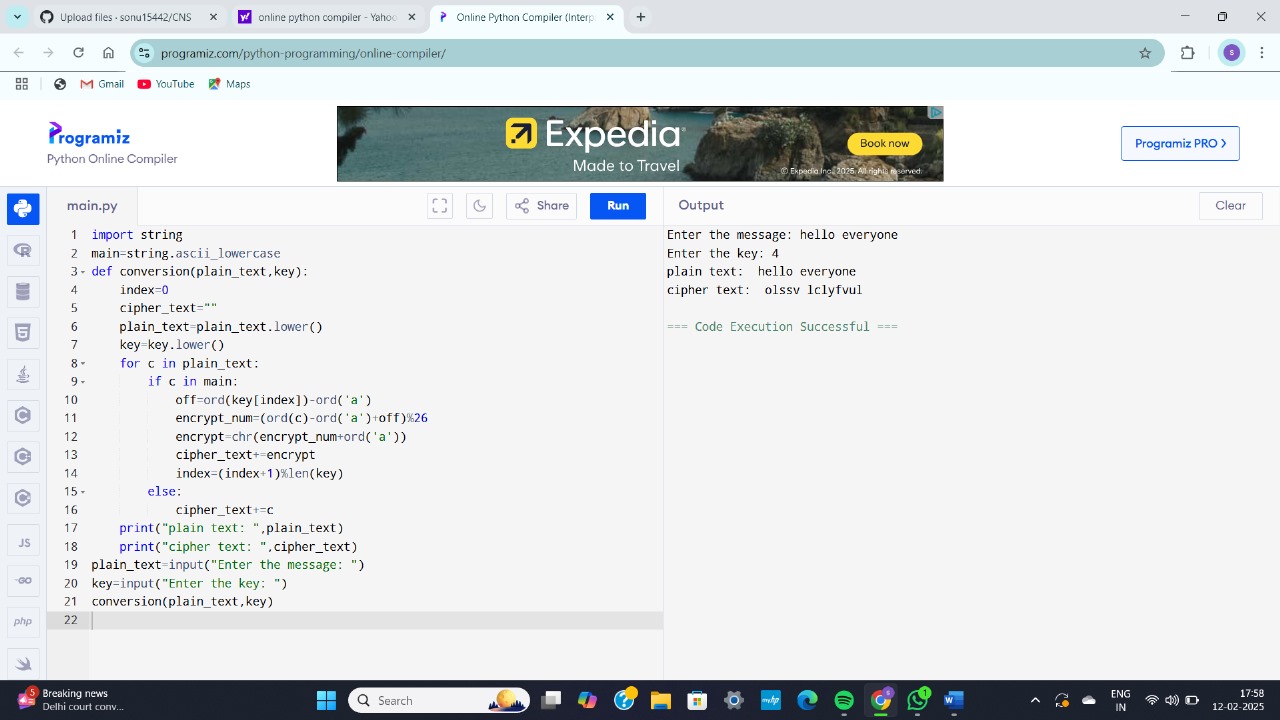 Upload files · sonu15442/CNS
online python compiler - Yahoo
Online Python Compiler (Interp
programiz.com/python-programming/online-compiler/
S
Gmail
YouTube
Maps
Programiz
Python Online Compiler
Expedia
Made to Travel
Book now
© Expedia Inc., 2025. All rights reserved.
Programiz PRO
main.py
Share
Run
Output
Clear
1 import string
2 main=string.ascii_lowercase
3 def conversion(plain_text,key):
4     index=0
5     cipher_text=""
6     plain_text=plain_text.lower()
7     key=key.lower()
8     for c in plain_text:
9         if c in main:
10             off=ord(key[index])-ord('a')
11             encrypt_num=(ord(c)-ord('a')+off)%26
12             encrypt=chr(encrypt_num+ord('a'))
13             cipher_text+=encrypt
14             index=(index+1)%len(key)
15         else:
16             cipher_text+=c
17     print("plain text: ",plain_text)
18     print("cipher text: ",cipher_text)
19 plain_text=input("Enter the message: ")
20 key=input("Enter the key: ")
21 conversion(plain_text,key)
22
Enter the message: hello everyone
Enter the key: 4
plain text:  hello everyone
cipher text:  olssv lclyfvul
=== Code Execution Successful ===
JS
GO
php
5
Breaking news
Delhi court conv...
Search
myhp
S
1
ENG
IN
17:58
12-02-2025